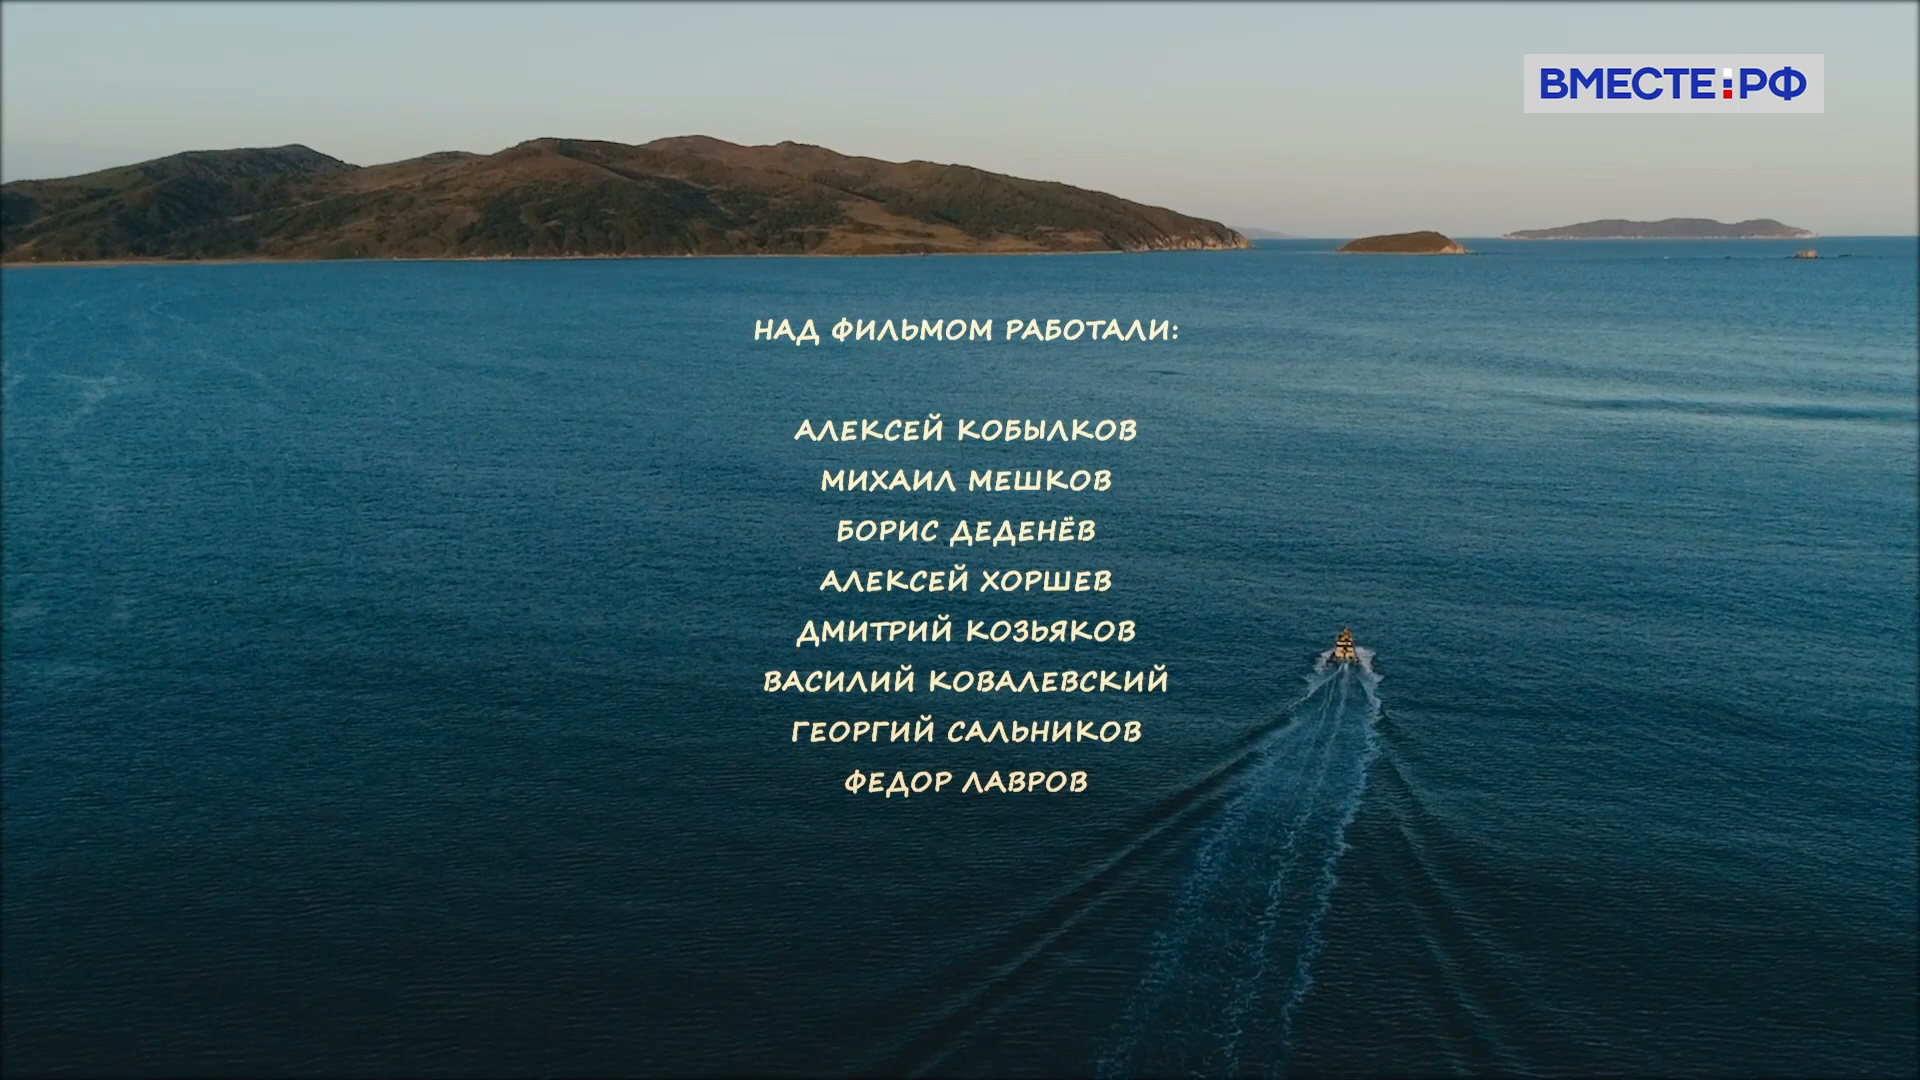 ВМЕСТЕ:РФ
НАД ФИЛЬМОМ РАБОТАЛИ:
АЛЕКСЕЙ КОБЫЛКОВ
МИХАИЛ МЕШКОВ
БОРИС ДЕДЕНЁВ
АЛЕКСЕЙ ХОРШЕВ
ДМИТРИЙ КОЗЬЯКОВ
ВАСИЛИЙ КОВАЛЕВСКИЙ
ГЕОРГИЙ САЛЬНИКОВ
ФЕДОР ЛАВРОВ